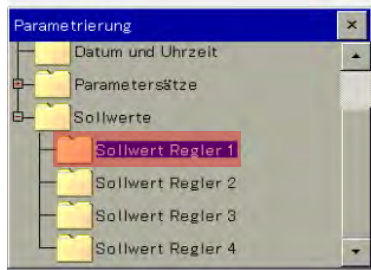 Parametrierung
Datum und Uhrzeit
Parametersätze
Sollwerte
Sollwert Regler 1
Sollwert Regler 2
Sollwert Regler 3
Sollwert Regler 4